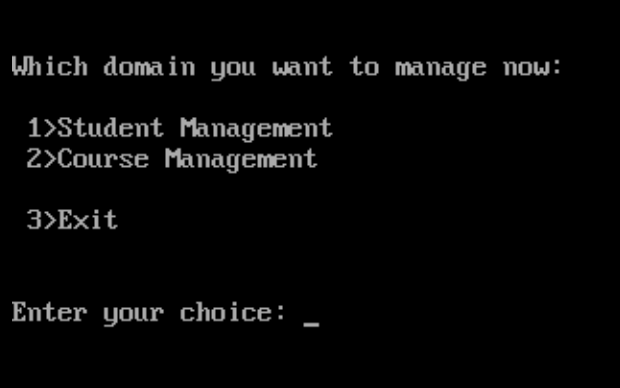 Which domain you want to manage now:
1>Student Management
2>Course Management
3>Exit
Enter your choice: _